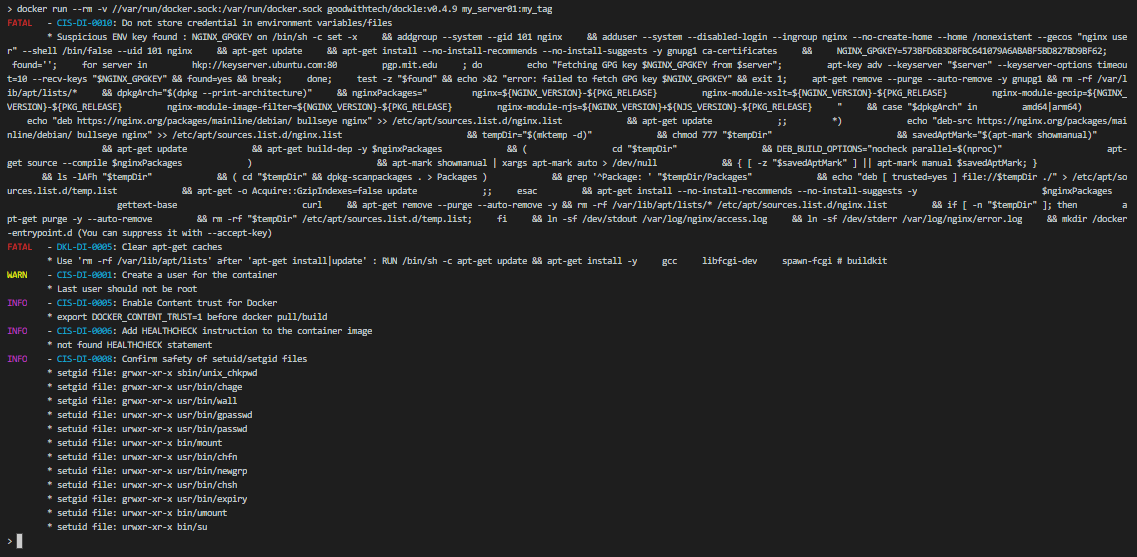 > docker run --rm -v //var/run/docker.sock:/var/run/docker.sock goodwithtech/dockle:v0.4.9 my_server01:my_tag
FATAL - CIS-DI-0010: Do not store credential in environment variables/files
* Suspicious ENV key found : NGINX_GPGKEY on /bin/sh -c set -x && addgroup --system --gid 101 nginx && adduser --system --disabled-login --ingroup nginx --no-create-home --home /nonexistent --gecos "nginx use
r" --shell /bin/false --uid 101 nginx && apt-get update && apt-get install --no-install-recommends --no-install-suggests -y gnupg1 ca-certificates && NGINX_GPGKEY=573BFD6B3D8FBC641079A6ABABF5BD827BD9BF62;
found=''; for server in hkp://keyserver.ubuntu.com:80 pgp.mit.edu ; do echo "Fetching GPG key $NGINX_GPGKEY from $server"; apt-key adv --keyserver "$server" --keyserver-options timeou
t=10 --recv-keys "$NGINX_GPGKEY" && found=yes && break; done; test -z "$found" && echo >&2 "error: failed to fetch GPG key $NGINX_GPGKEY" && exit 1; apt-get remove --purge --auto-remove -y gnupg1 && rm -rf /var/l
ib/apt/lists/* && dpkgArch="$(dpkg --print-architecture)" && nginxPackages=" nginx=${NGINX_VERSION}-${PKG_RELEASE} nginx-module-xslt=${NGINX_VERSION}-${PKG_RELEASE} nginx-module-geoip=${NGINX_
VERSION}-${PKG_RELEASE} nginx-module-image-filter=${NGINX_VERSION}-${PKG_RELEASE} nginx-module-njs=${NGINX_VERSION}+${NJS_VERSION}-${PKG_RELEASE} " && case "$dpkgArch" in amd64|arm64)
echo "deb https://nginx.org/packages/mainline/debian/ bullseye nginx" >> /etc/apt/sources.list.d/nginx.list && apt-get update ;; *) echo "deb-src https://nginx.org/packages/mai
nline/debian/ bullseye nginx" >> /etc/apt/sources.list.d/nginx.list && tempDir="$(mktemp -d)" && chmod 777 "$tempDir" && savedAptMark="$(apt-mark showmanual)"
&& apt-get update && apt-get build-dep -y $nginxPackages && ( cd "$tempDir" && DEB_BUILD_OPTIONS="nocheck parallel=$(nproc)" apt-
get source --compile $nginxPackages ) && apt-mark showmanual | xargs apt-mark auto > /dev/null && { [ -z "$savedAptMark" ] || apt-mark manual $savedAptMark; }
&& ls -lAFh "$tempDir" && ( cd "$tempDir" && dpkg-scanpackages . > Packages ) && grep '^Package: ' "$tempDir/Packages" && echo "deb [ trusted=yes ] file://$tempDir ./" > /etc/apt/so
urces.list.d/temp.list && apt-get -o Acquire::GzipIndexes=false update ;; esac && apt-get install --no-install-recommends --no-install-suggests -y $nginxPackages
gettext-base curl && apt-get remove --purge --auto-remove -y && rm -rf /var/lib/apt/lists/* /etc/apt/sources.list.d/nginx.list && if [ -n "$tempDir" ]; then a
pt-get purge -y --auto-remove && rm -rf "$tempDir" /etc/apt/sources.list.d/temp.list; fi && ln -sf /dev/stdout /var/log/nginx/access.log && ln -sf /dev/stderr /var/log/nginx/error.log && mkdir /docker
-entrypoint.d (You can suppress it with --accept-key)
FATAL - DKL-DI-0005: Clear apt-get caches
* Use 'rm -rf /var/lib/apt/lists' after 'apt-get install|update' : RUN /bin/sh -c apt-get update && apt-get install -y gcc libfcgi-dev spawn-fcgi # buildkit
WARN - CIS-DI-0001: Create a user for the container
* Last user should not be root
INFO - CIS-DI-0005: Enable Content trust for Docker
* export DOCKER_CONTENT_TRUST=1 before docker pull/build
INFO - CIS-DI-0006: Add HEALTHCHECK instruction to the container image
* not found HEALTHCHECK statement
INFO - CIS-DI-0008: Confirm safety of setuid/setgid files
* setgid file: grwxr-xr-x sbin/unix_chkpwd
* setgid file: grwxr-xr-x usr/bin/chage
* setgid file: grwxr-xr-x usr/bin/wall
* setuid file: urwxr-xr-x usr/bin/gpasswd
* setuid file: urwxr-xr-x usr/bin/passwd
* setuid file: urwxr-xr-x bin/mount
* setuid file: urwxr-xr-x usr/bin/chfn
* setuid file: urwxr-xr-x usr/bin/newgrp
* setuid file: urwxr-xr-x usr/bin/chsh
* setgid file: grwxr-xr-x usr/bin/expiry
* setuid file: urwxr-xr-x bin/umount
* setuid file: urwxr-xr-x bin/su
>